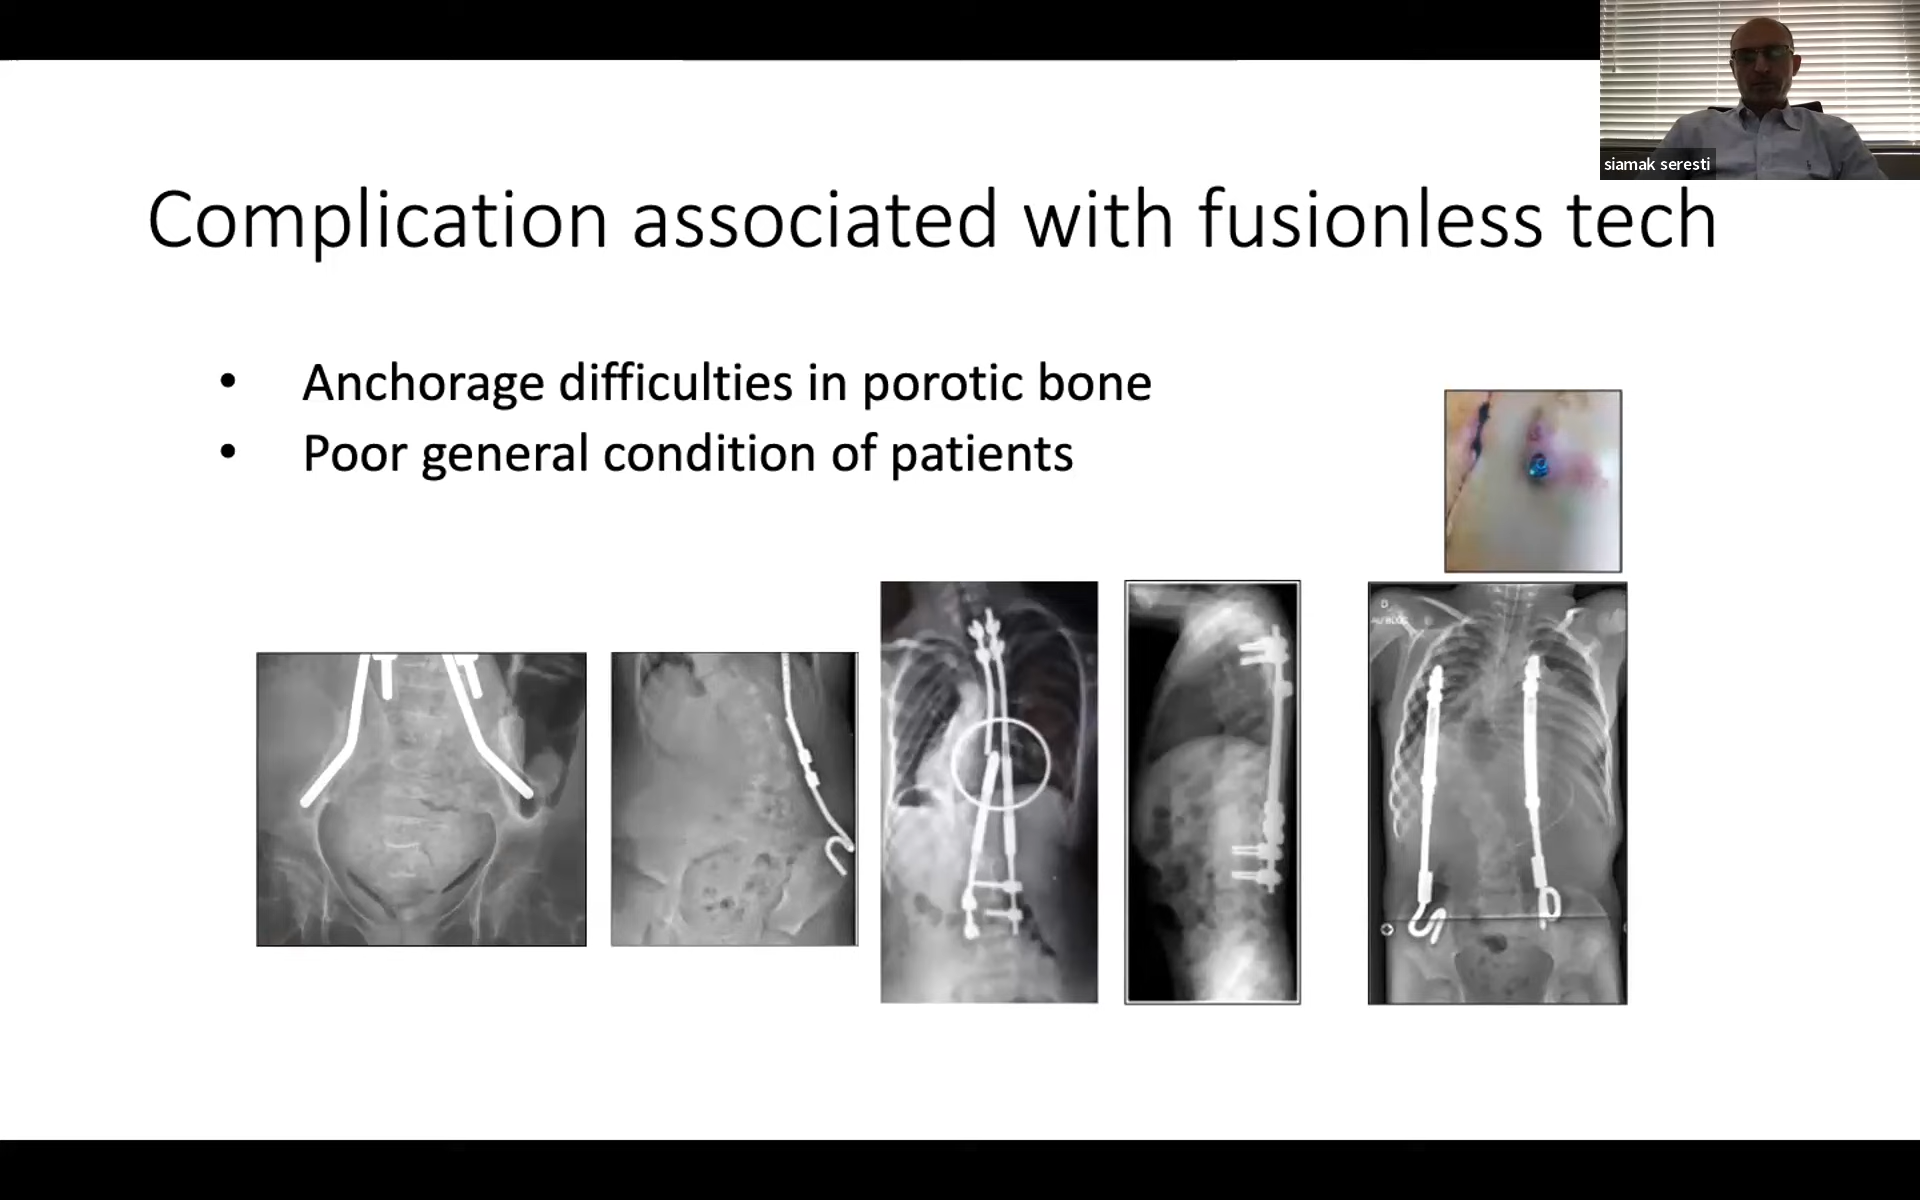 siamak seresti
Complication associated with fusionless tech
• Anchorage difficulties in porotic bone
• Poor general condition of patients
D